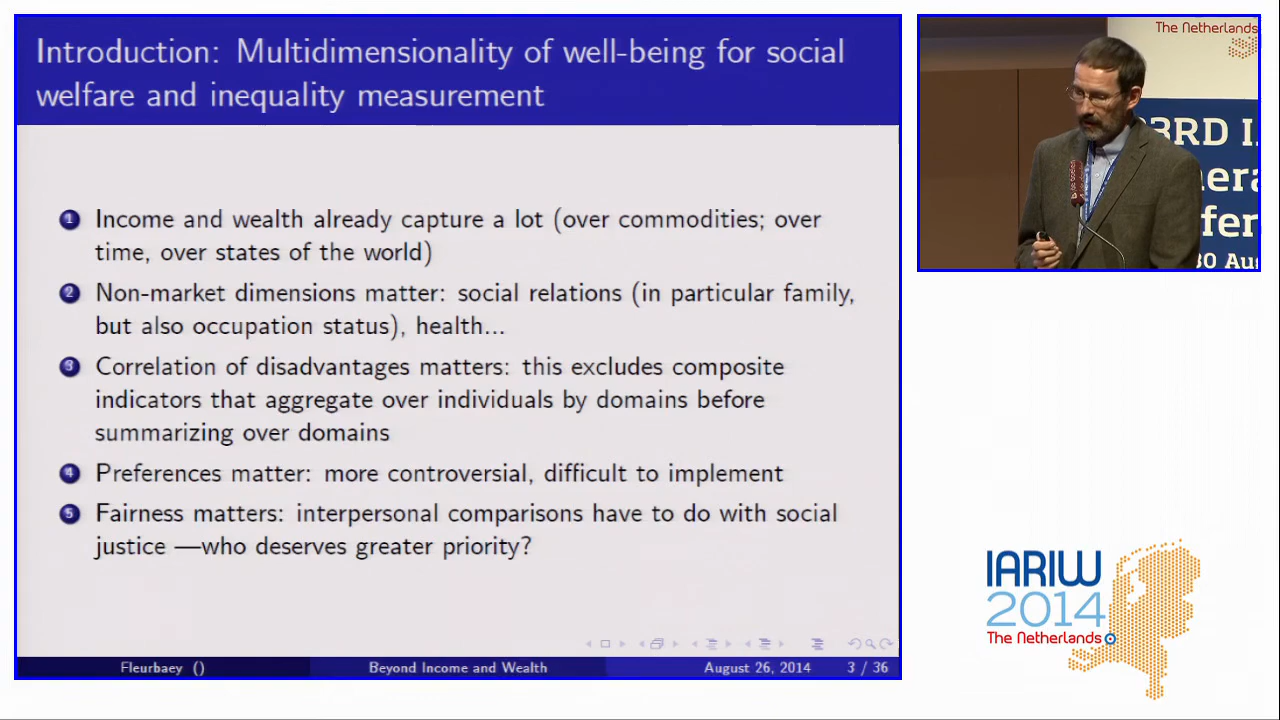 Introduction: Multidimensionality of well-being for social
welfare and inequality measurement
1 Income and wealth already capture a lot (over commodities; over
time, over states of the world)
2 Non-market dimensions matter: social relations (in particular family,
but also occupation status), health...
3 Correlation of disadvantages matters: this excludes composite
indicators that aggregate over individuals by domains before
summarizing over domains
4 Preferences matter: more controversial, difficult to implement
5 Fairness matters: interpersonal comparisons have to do with social
justice —who deserves greater priority?
Fleurbaey () Beyond Income and Wealth August 26, 2014 3 / 36
The Netherlands
3RD I
30 Aug
IARIW
2014
The Netherlands